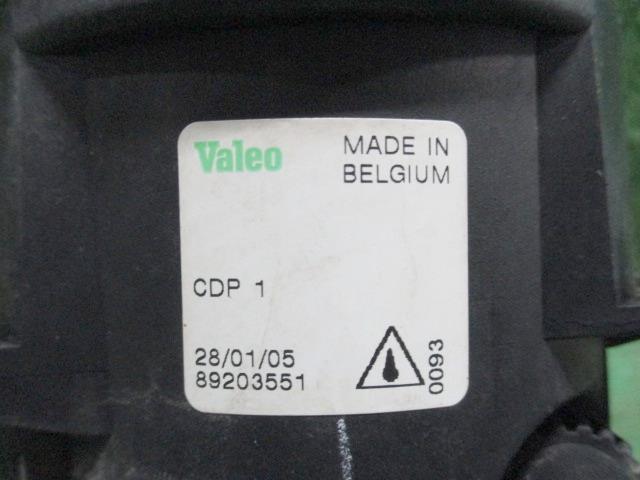 Valeo
MADE IN
BELGIUM
CDP 1
28/01/05
89203551
0093